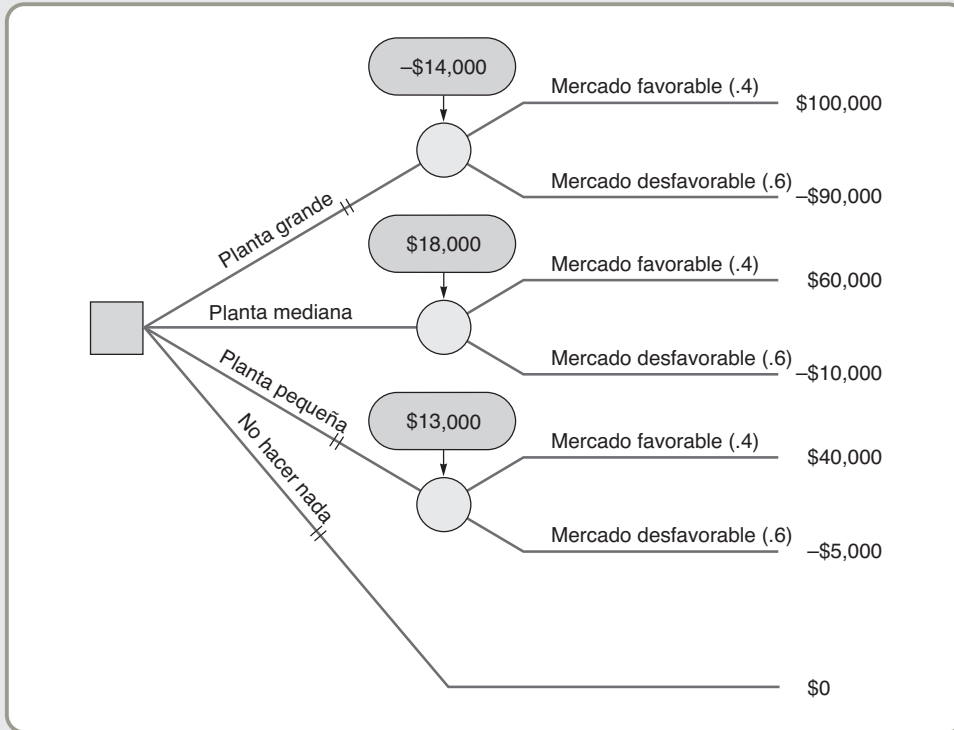 –$14,000
Mercado favorable (.4)
$100,000
Mercado desfavorable (.6)
–$90,000
Planta grande
$18,000
Mercado favorable (.4)
$60,000
Planta mediana
Mercado desfavorable (.6)
–$10,000
Planta pequeña
$13,000
Mercado favorable (.4)
$40,000
No hacer nada
Mercado desfavorable (.6)
–$5,000
$0